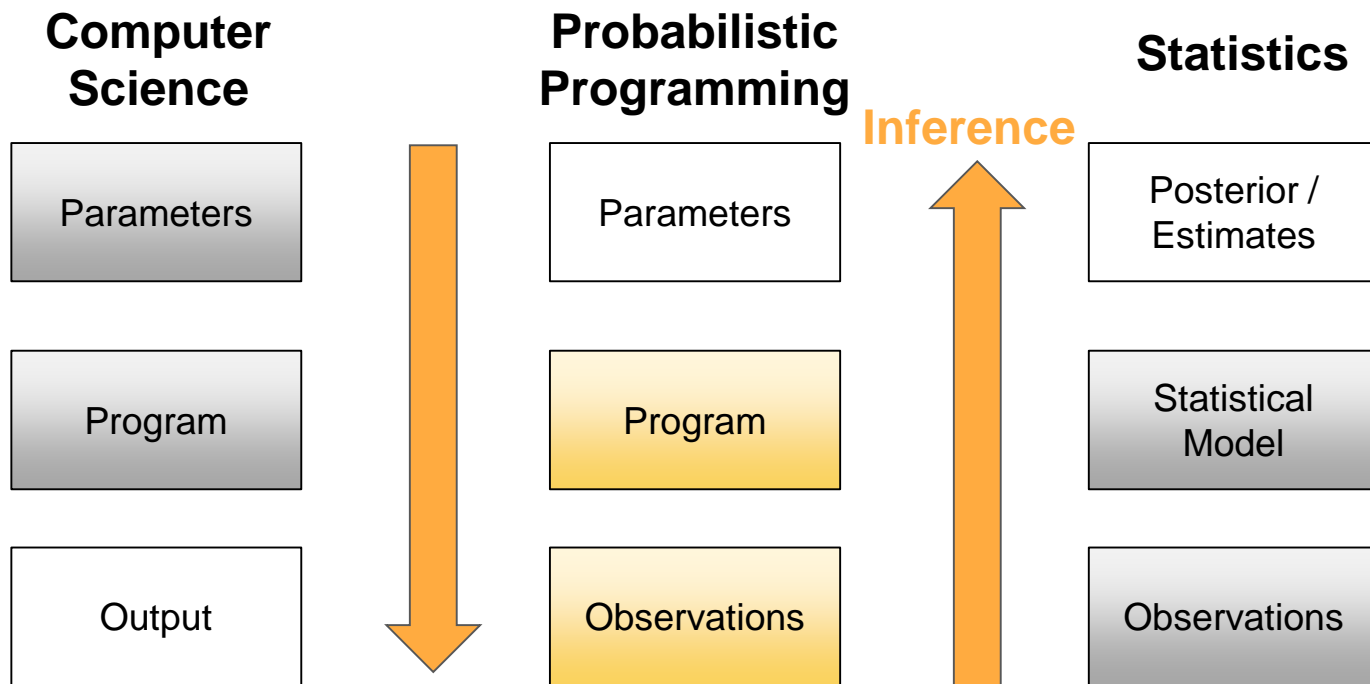 Computer
Science
Probabilistic
Programming
Statistics
Inference
Parameters
Parameters
Posterior /
Estimates
Program
Program
Statistical
Model
Output
Observations
Observations